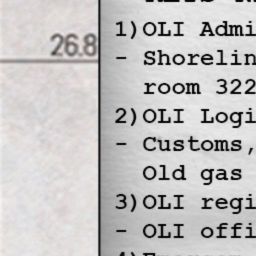 26.8
1) OLI Admi
- Shorelin
room 322
2) OLI Logi
- Customs,
Old gas
3) OLI regi
- OLI offi